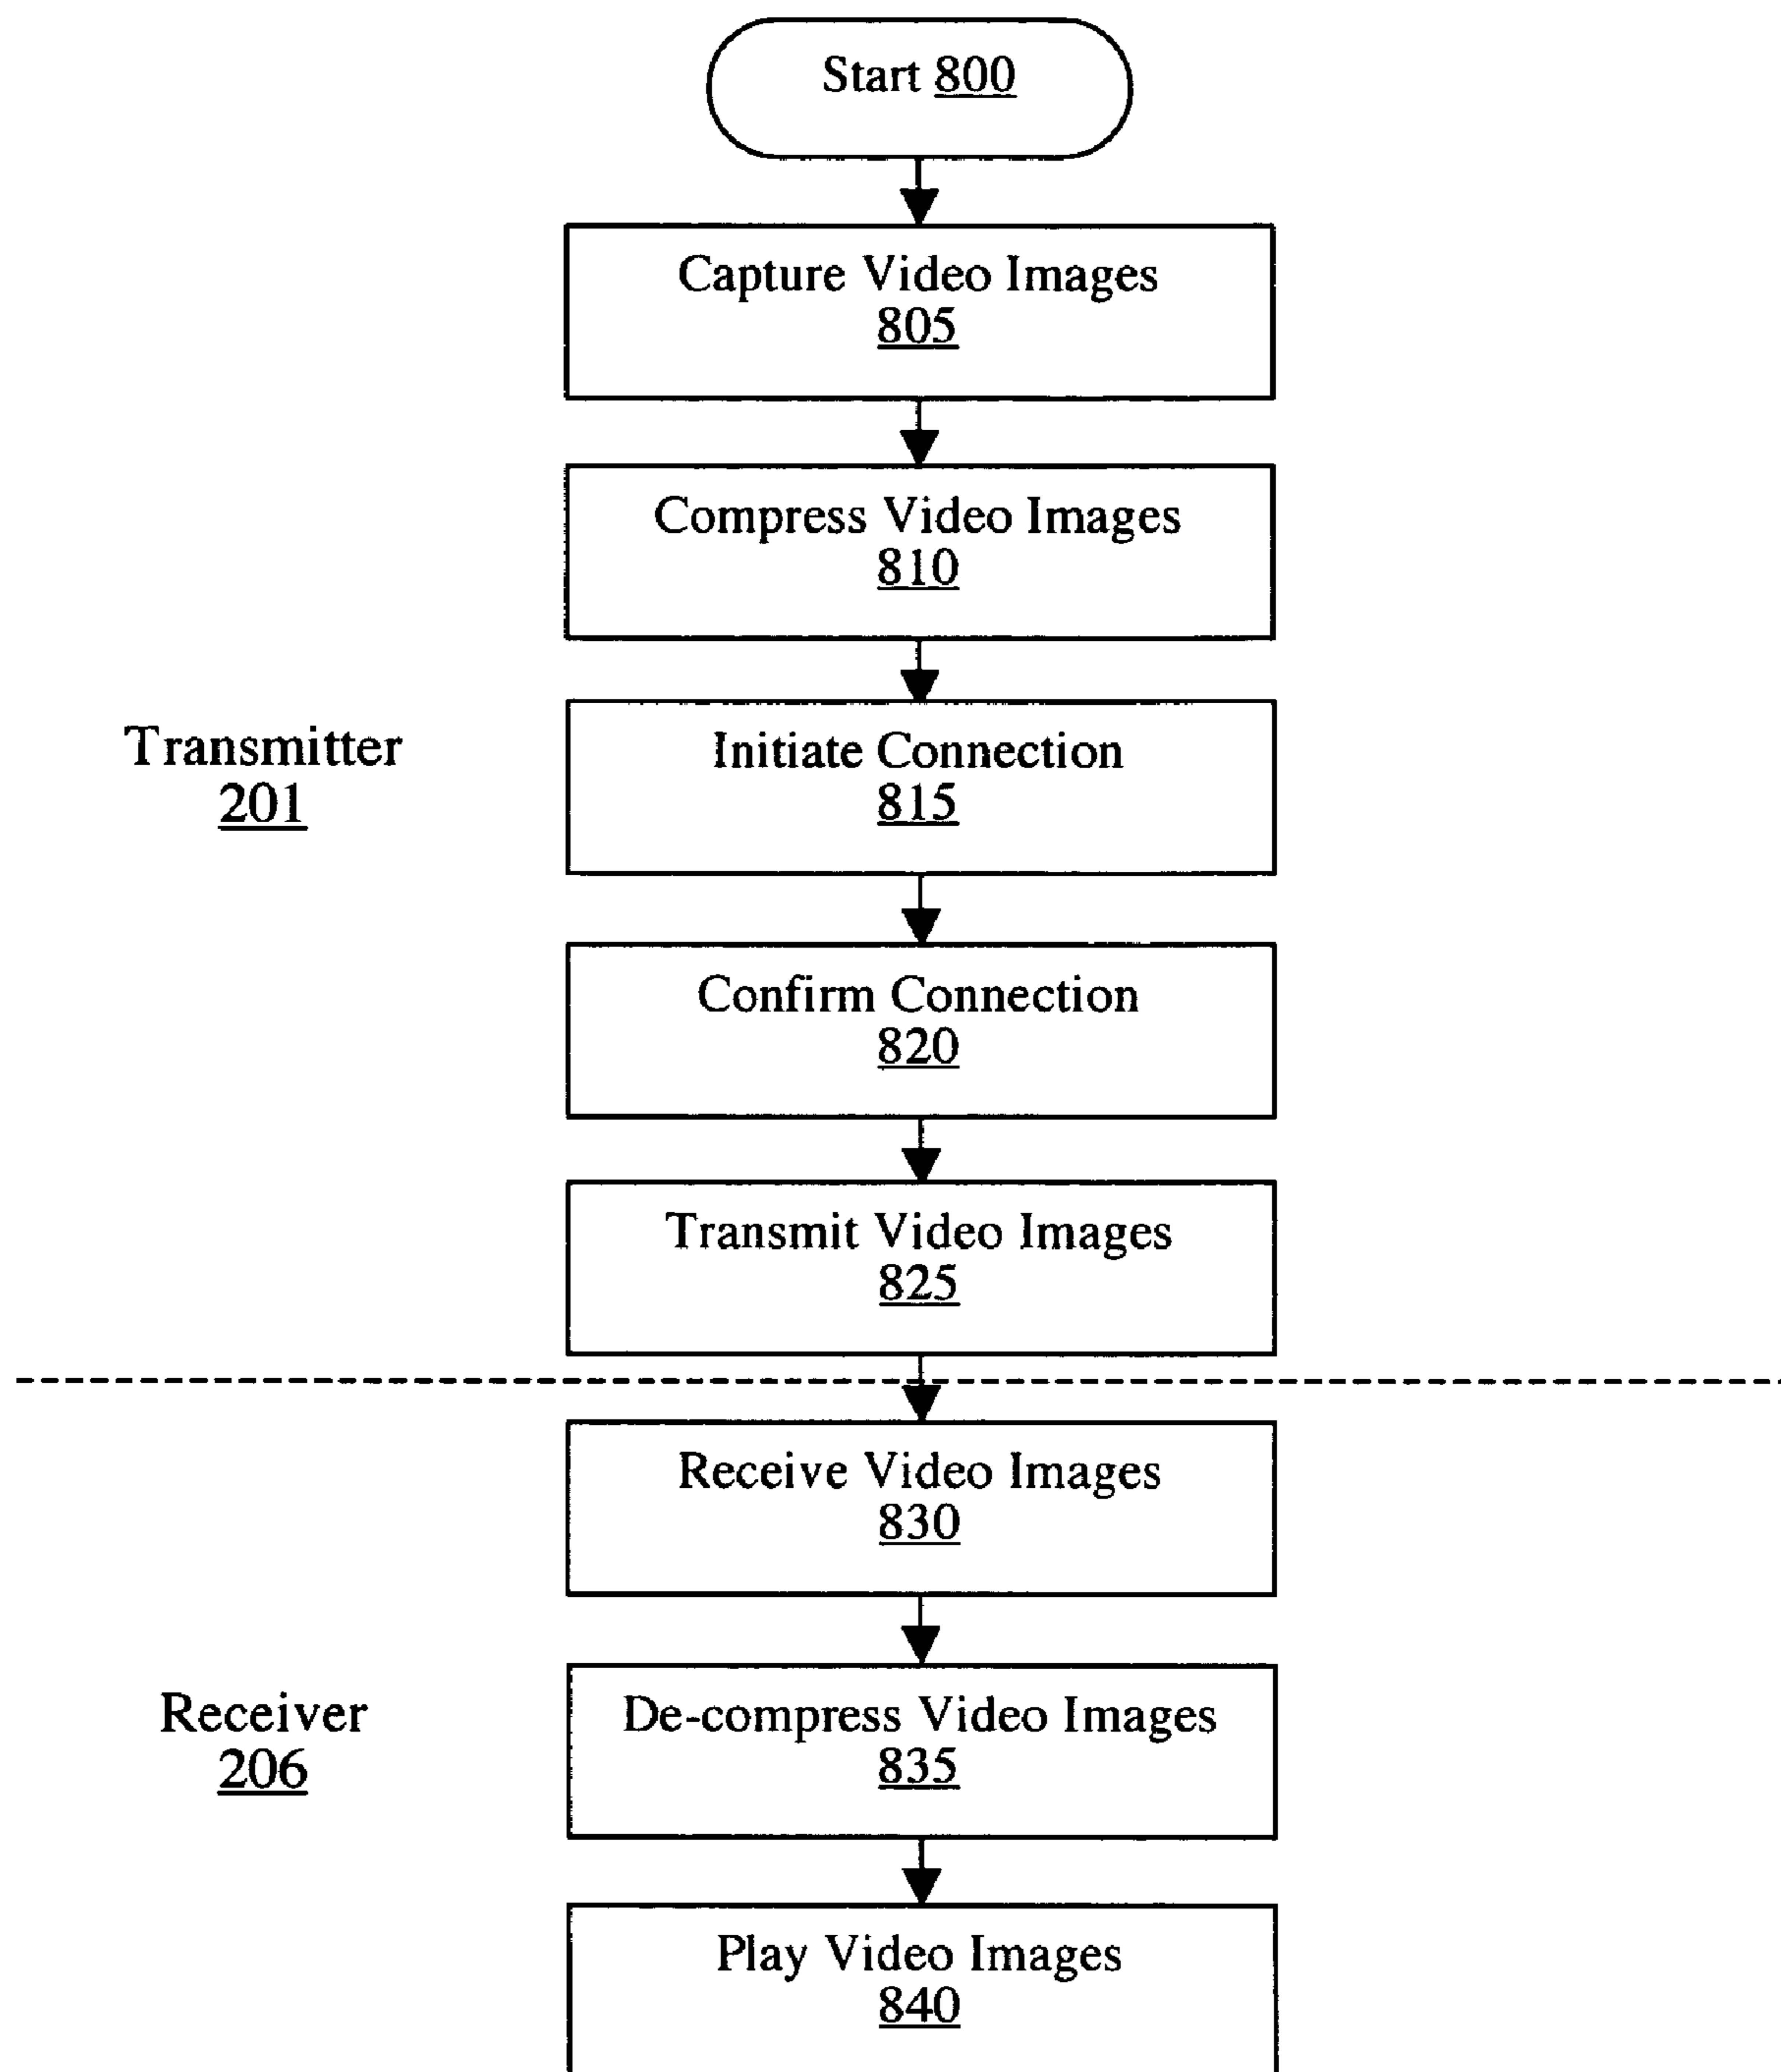 Start 800
Capture Video Images
805
Compress Video Images
810
Transmitter
201
Initiate Connection
815
Confirm Connection
820
Transmit Video Images
825
Receive Video Images
830
Receiver
206
De-compress Video Images
835
Play Video Images
840